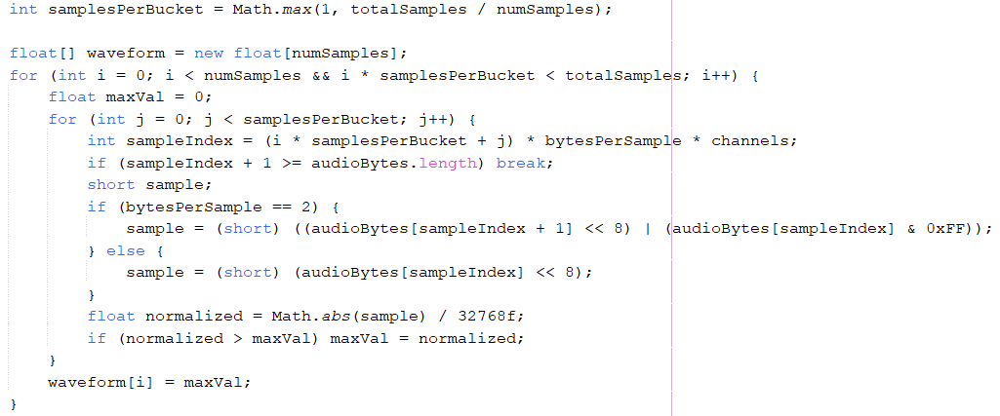 int samplesPerBucket = Math.max(1, totalSamples / numSamples);

float[] waveform = new float[numSamples];
for (int i = 0; i < numSamples && i * samplesPerBucket < totalSamples; i++) {
    float maxVal = 0;
    for (int j = 0; j < samplesPerBucket; j++) {
        int sampleIndex = (i * samplesPerBucket + j) * bytesPerSample * channels;
        if (sampleIndex + 1 >= audioBytes.length) break;
        short sample;
        if (bytesPerSample == 2) {
            sample = (short) ((audioBytes[sampleIndex + 1] << 8) | (audioBytes[sampleIndex] & 0xFF));
        } else {
            sample = (short) (audioBytes[sampleIndex] << 8);
        }
        float normalized = Math.abs(sample) / 32768f;
        if (normalized > maxVal) maxVal = normalized;
    }
    waveform[i] = maxVal;
}